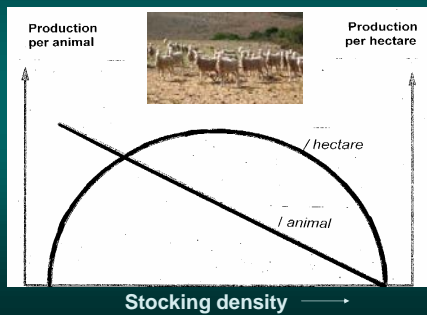 Production
per animal
Production
per hectare
/ hectare
/ animal
Stocking density